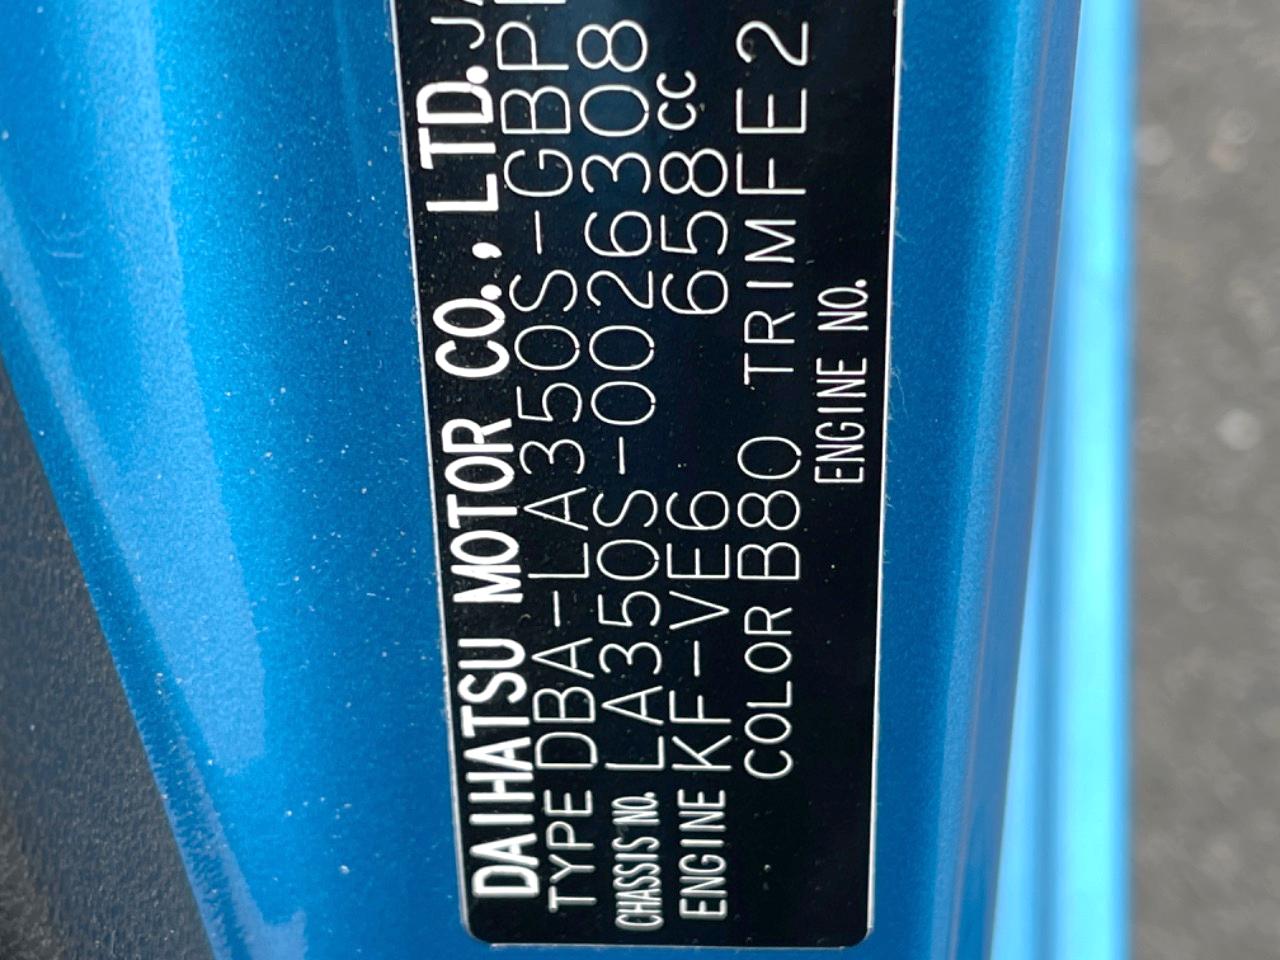 DAIHATSU MOTOR CO., LTD.
TYPE DBA-LA350S-GBP
CHASSIS NO. LA350S-0026308
ENGINE KF-VE6 658cc
COLOR B80 TRIM FE2
ENGINE NO.